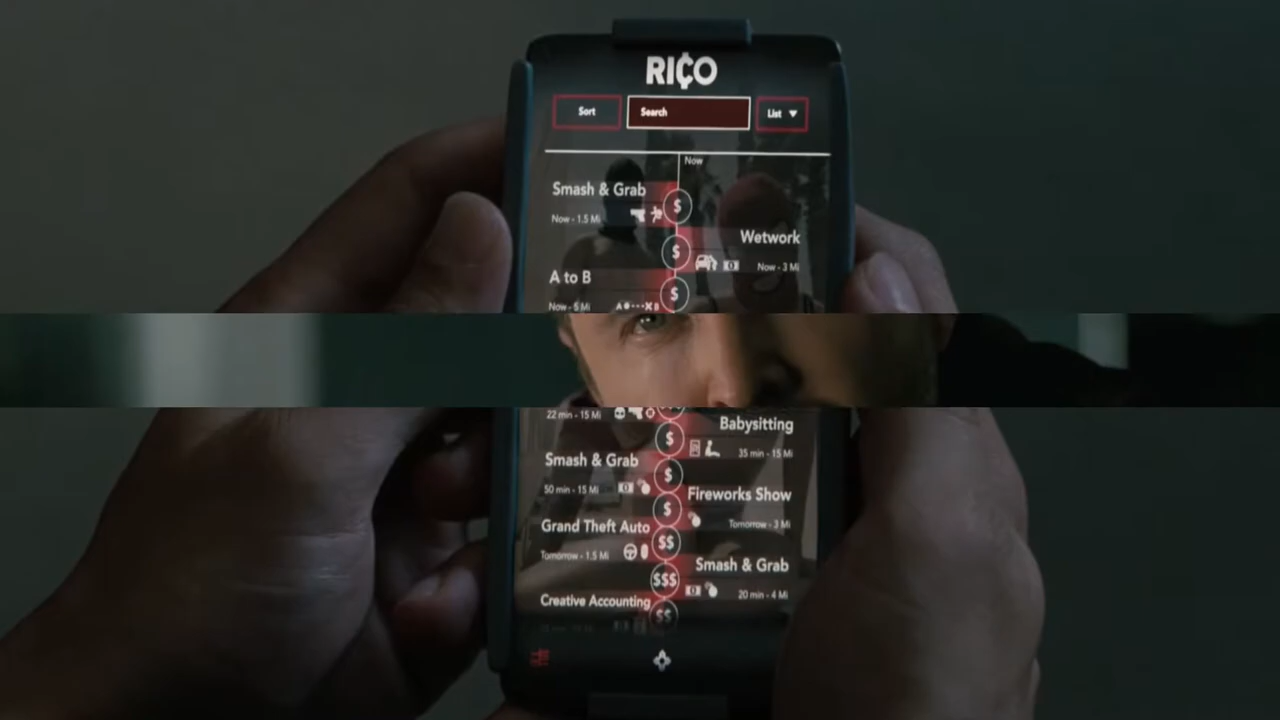 RI₵O
Sort
Search
List
Now
Smash & Grab
Now - 1.5 Mi
$
Wetwork
$
Now - 3 Mi
A to B
Now - 5 Mi
A
X B
$
22 min - 15 Mi
Babysitting
$
35 min - 15 Mi
Smash & Grab
$
50 min - 15 Mi
Fireworks Show
$
Tomorrow - 3 Mi
Grand Theft Auto
$$
Tomorrow - 1.5 Mi
Smash & Grab
$$$
20 min - 4 Mi
Creative Accounting
$$